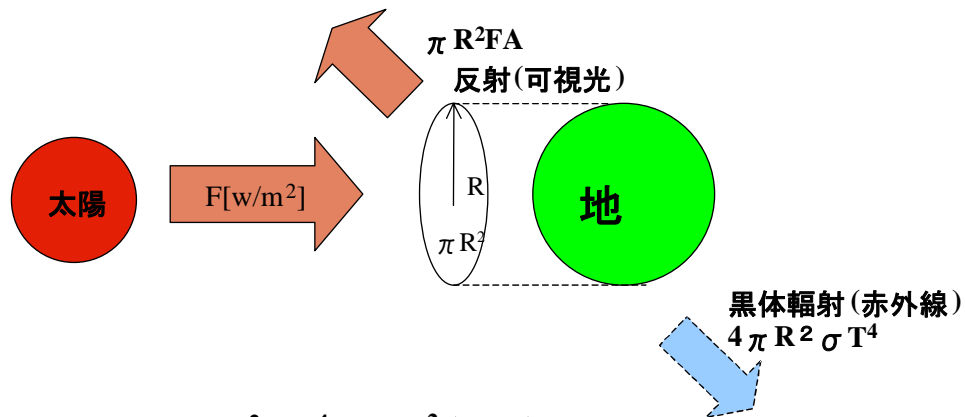 πR²FA
反射(可視光)
太陽
F[w/m²]
R
πR²
地
黒体輻射(赤外線)
4πR²σT⁴